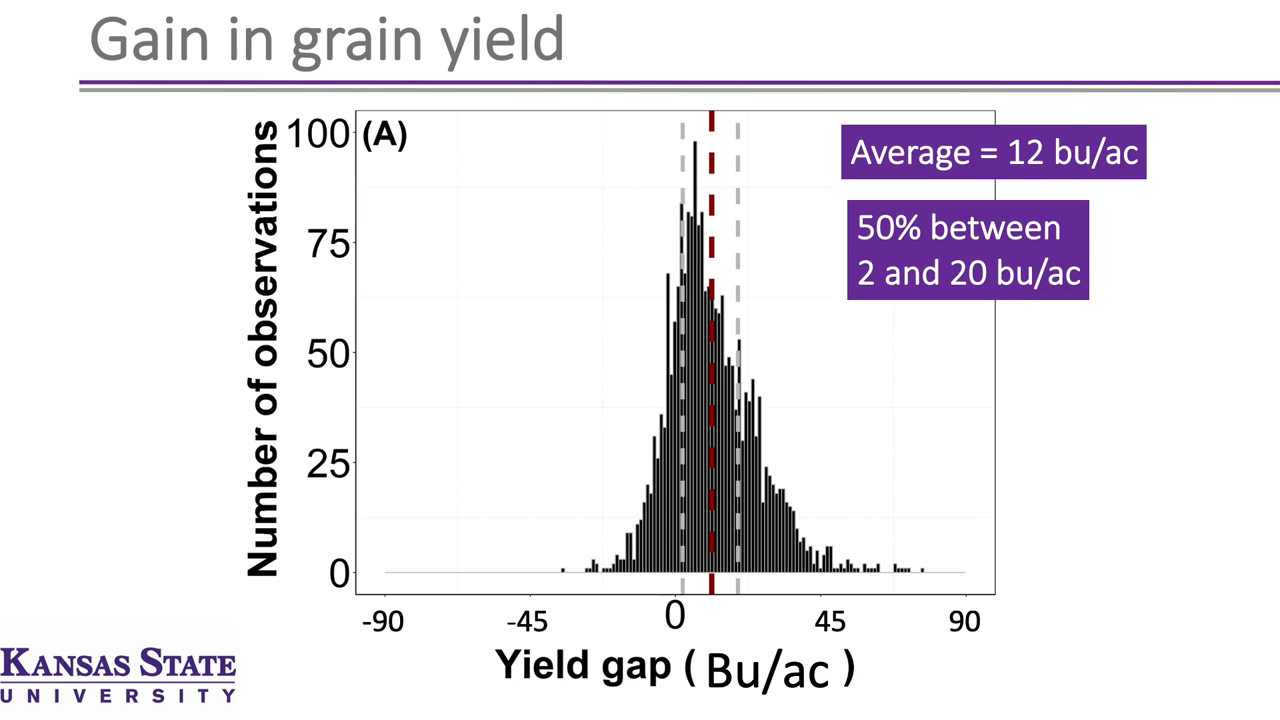 Gain in grain yield
(A)
Average = 12 bu/ac
50% between
2 and 20 bu/ac
Number of observations
100
75
50
25
0
-90 -45 0 45 90
Yield gap ( Bu/ac )
KANSAS STATE
UNIVERSITY